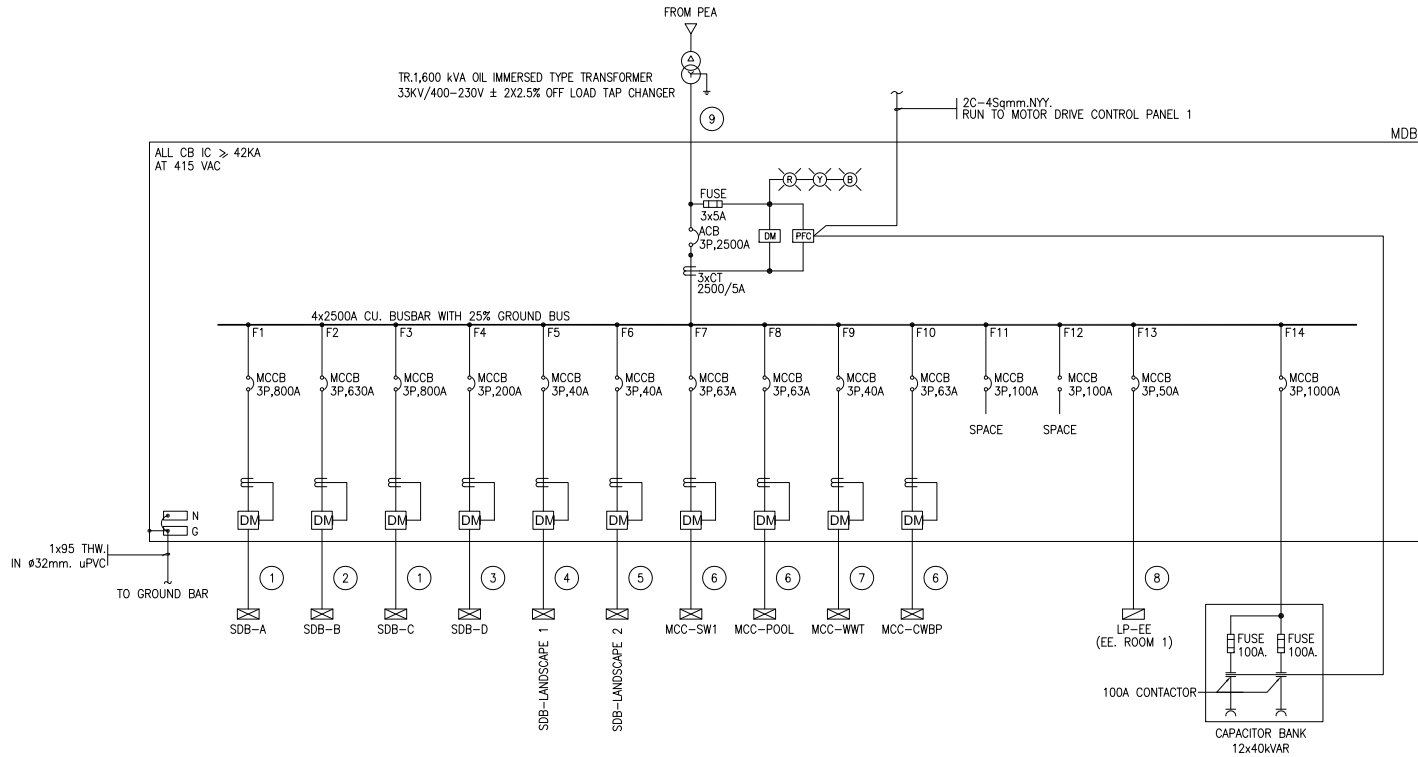 FROM PEA
TR.1,600 kVA OIL IMMERSED TYPE TRANSFORMER
33KV/400-230V ± 2X2.5% OFF LOAD TAP CHANGER
9
2C-4Sqmm.NYY.
RUN TO MOTOR DRIVE CONTROL PANEL 1
MDB
ALL CB IC ⩾ 42KA
AT 415 VAC
R Y B
FUSE
3x5A
ACB
3P,2500A
DM
PFC
3xCT
2500/5A
4x2500A CU. BUSBAR WITH 25% GROUND BUS
F1 F2 F3 F4 F5 F6 F7 F8 F9 F10 F11 F12 F13 F14
MCCB MCCB MCCB MCCB MCCB MCCB MCCB MCCB MCCB MCCB MCCB MCCB MCCB MCCB
3P,800A 3P,630A 3P,800A 3P,200A 3P,40A 3P,40A 3P,63A 3P,63A 3P,40A 3P,63A 3P,100A 3P,100A 3P,50A 3P,1000A
SPACE SPACE
N
G
DM DM DM DM DM DM DM DM DM DM
1x95 THW.
IN ø32mm. uPVC
TO GROUND BAR
1 2 1 3 4 5 6 6 7 6 8
SDB-A SDB-B SDB-C SDB-D SDB-LANDSCAPE 1 SDB-LANDSCAPE 2 MCC-SW1 MCC-POOL MCC-WWT MCC-CWBP
LP-EE
(EE. ROOM 1)
FUSE FUSE
100A. 100A.
100A CONTACTOR
CAPACITOR BANK
12x40kVAR